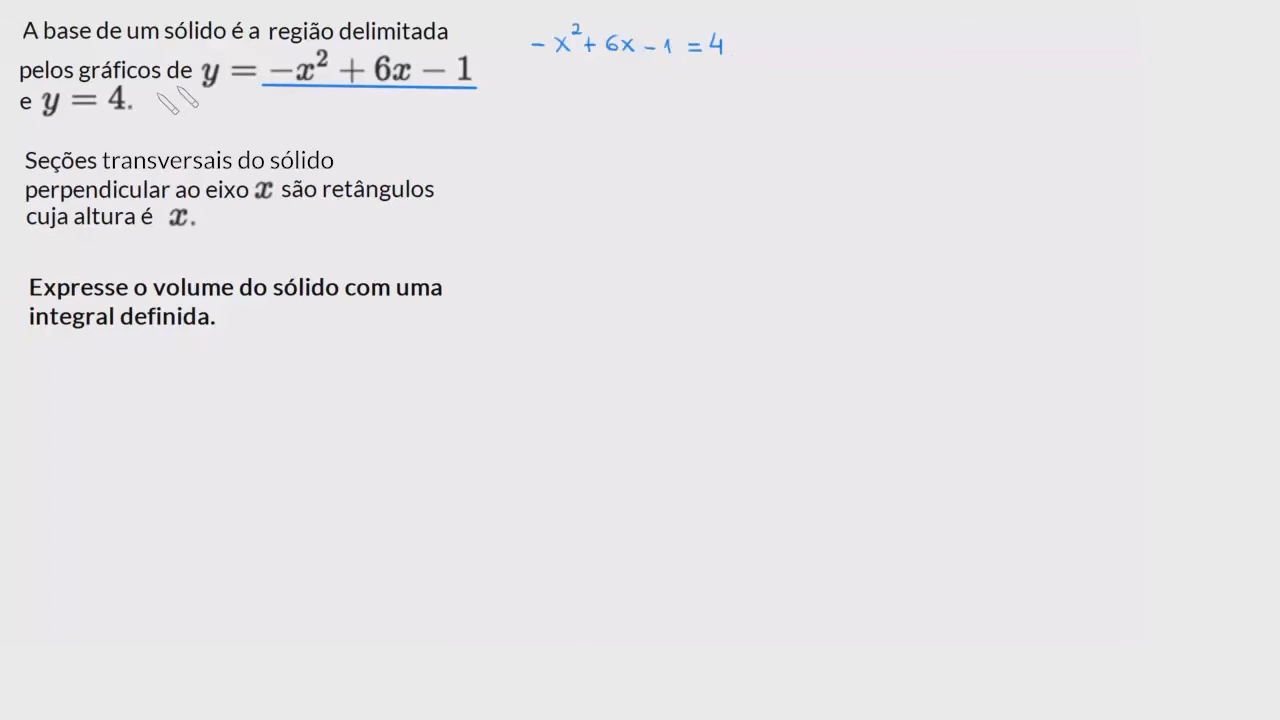 A base de um sólido é a região delimitada
pelos gráficos de y = −x² + 6x − 1
e y = 4.
Seções transversais do sólido
perpendicular ao eixo x são retângulos
cuja altura é x.
Expresse o volume do sólido com uma
integral definida.
−x² + 6x − 1 = 4